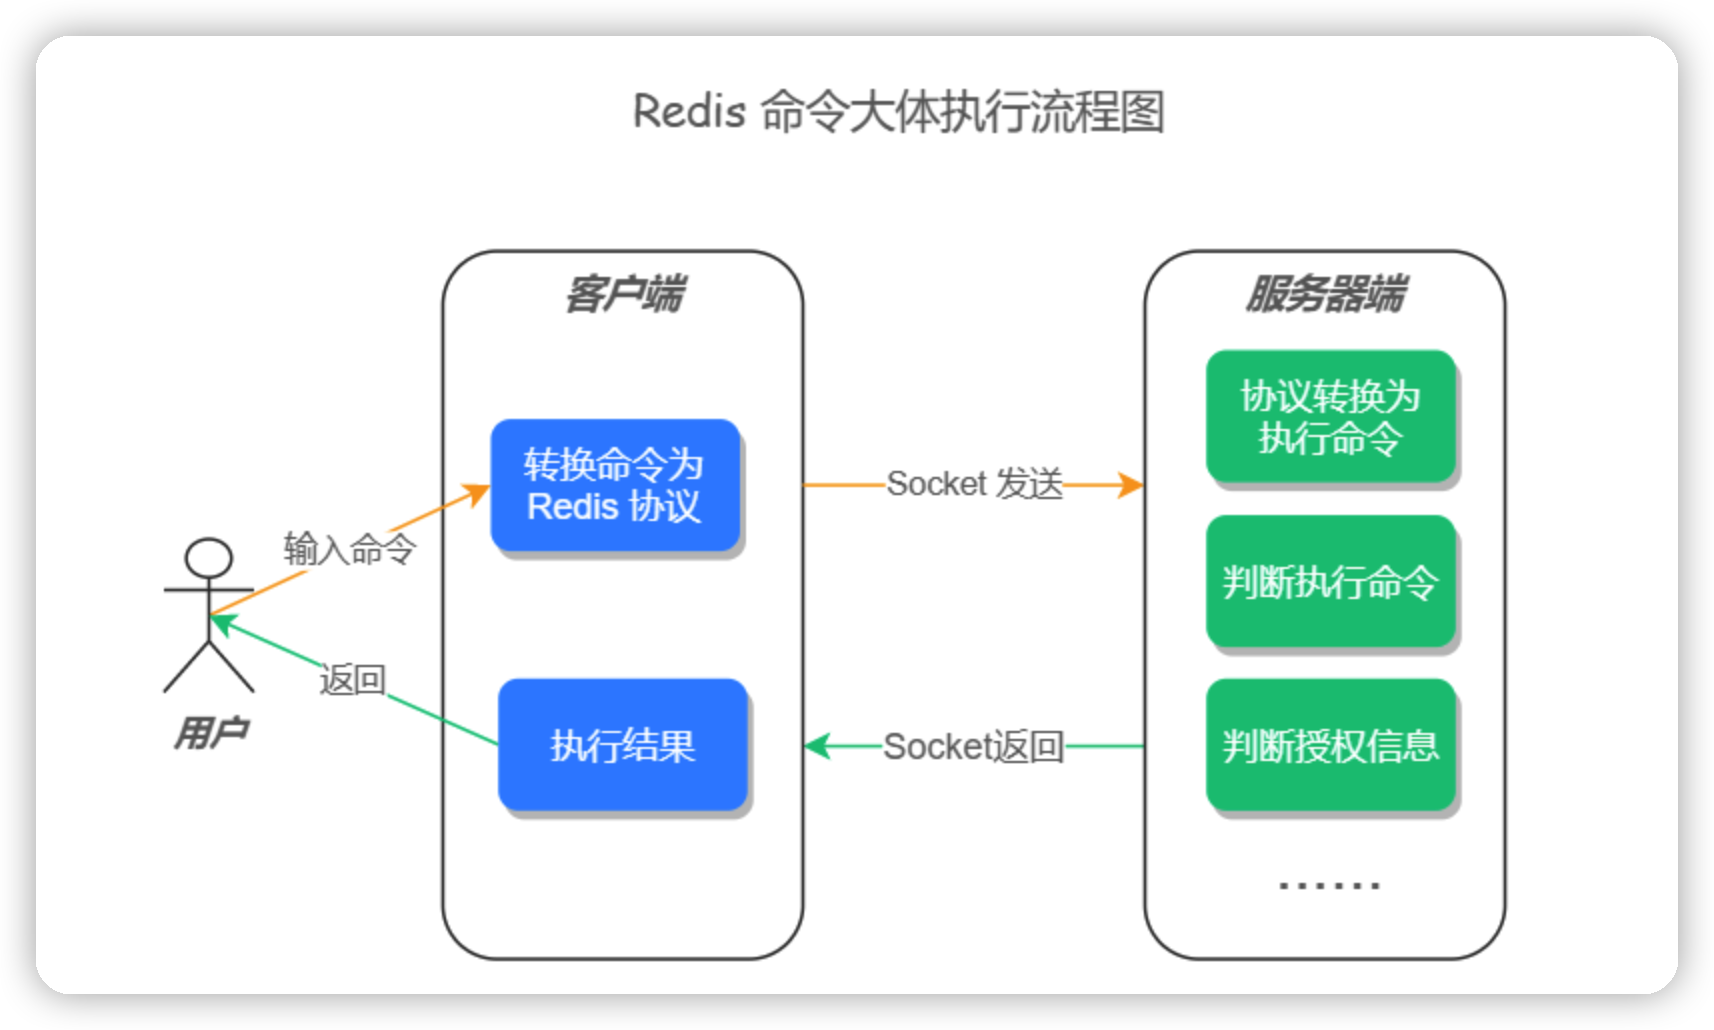 Redis 命令大体执行流程图
客户端
服务器端
协议转换为
执行命令
转换命令为
Redis 协议
Socket 发送
输入命令
判断执行命令
返回
用户
执行结果
Socket返回
判断授权信息
......